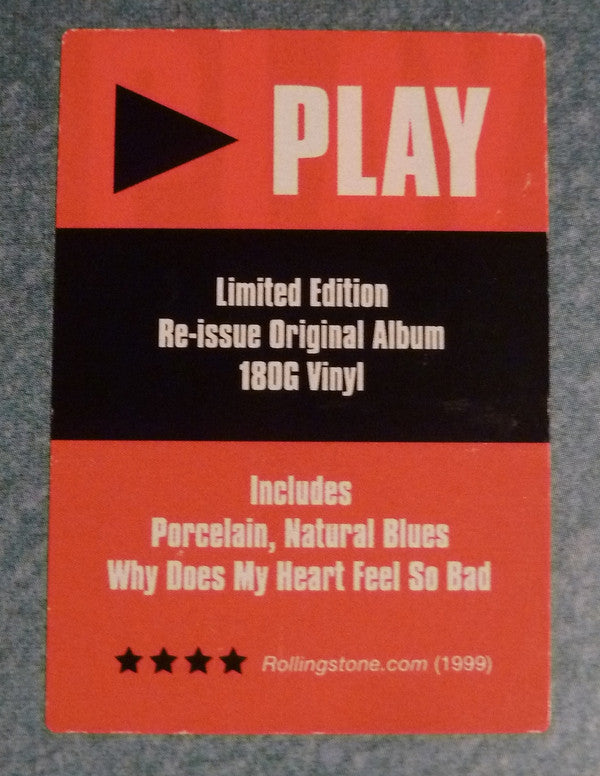 PLAY
Limited Edition
Re-issue Original Album
180G Vinyl
Includes
Porcelain, Natural Blues
Why Does My Heart Feel So Bad
Rollingstone.com (1999)